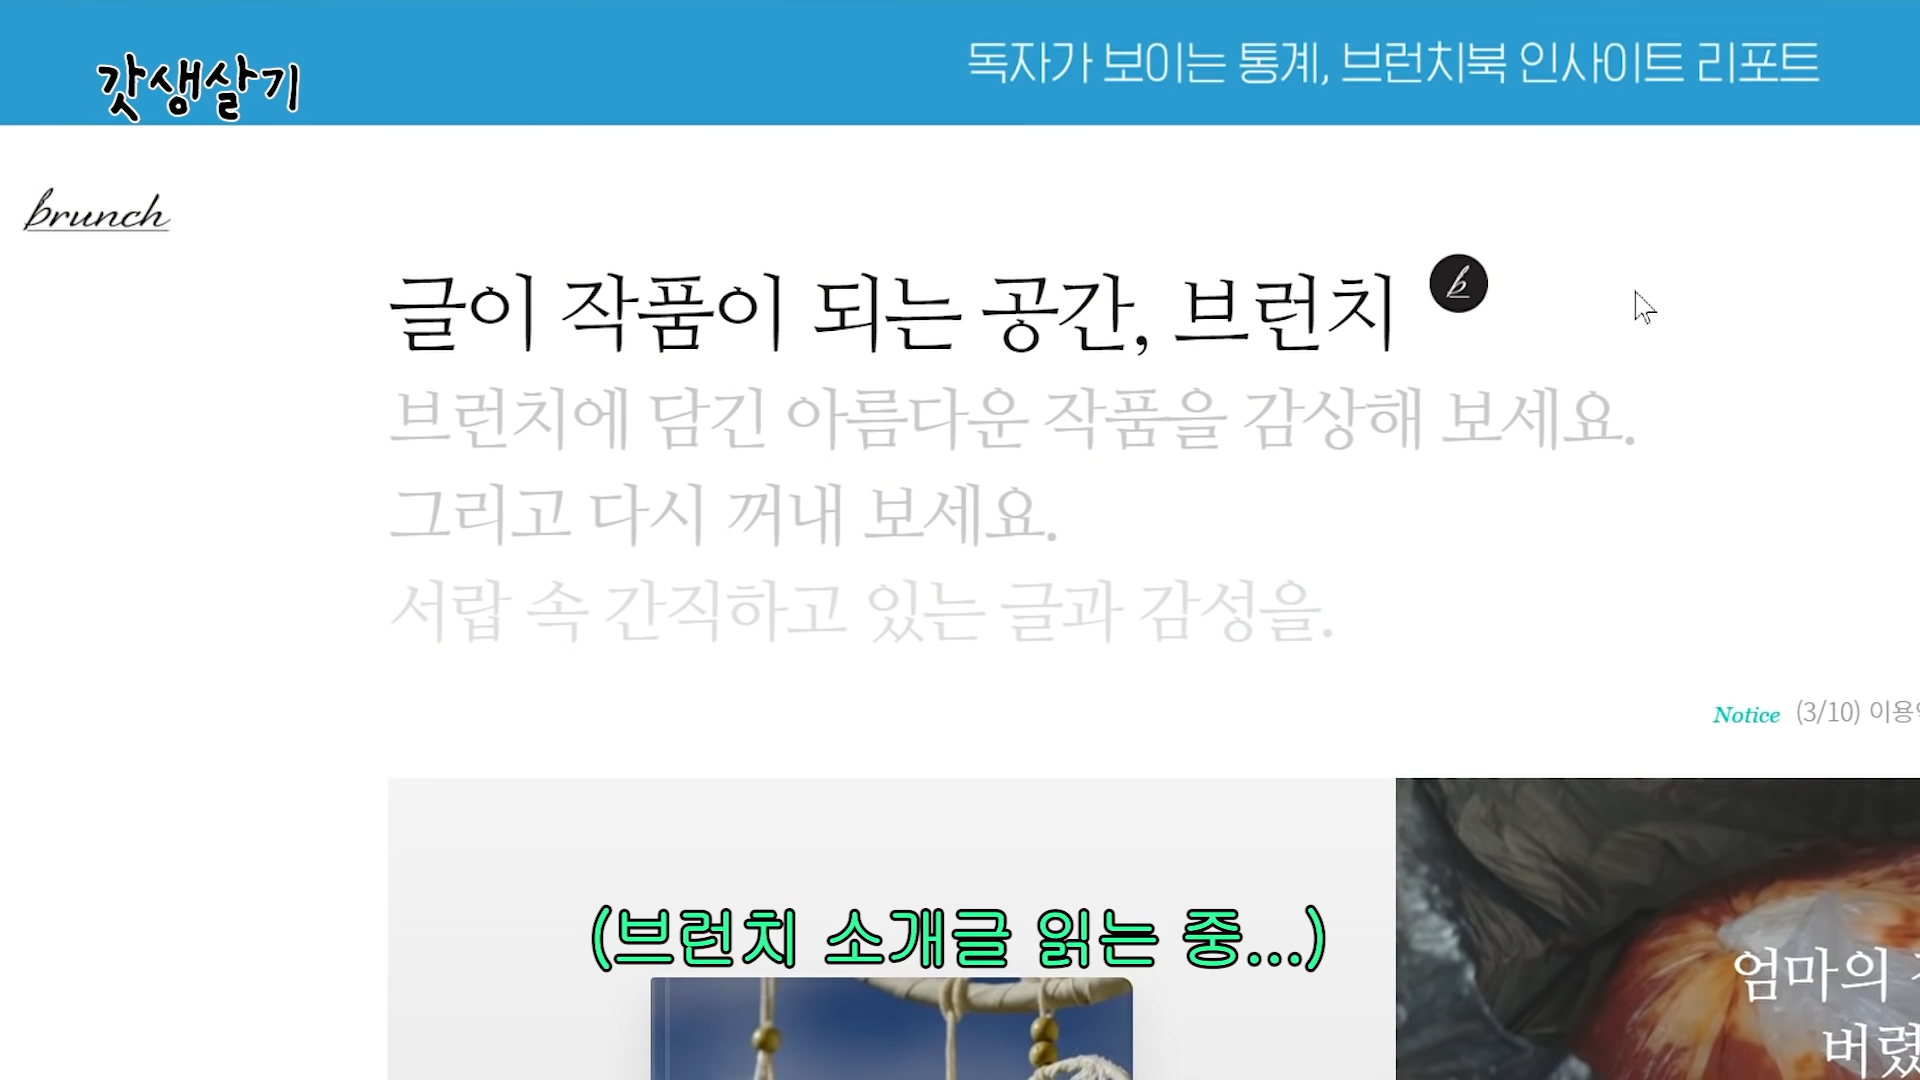 갓생살기
독자가 보이는 통계, 브런치북 인사이트 리포트
brunch
글이 작품이 되는 공간, 브런치
b
브런치에 담긴 아름다운 작품을 감상해 보세요.
그리고 다시 꺼내 보세요.
서랍 속 간직하고 있는 글과 감성을.
Notice (3/10)
(브런치 소개글 읽는 중...)
엄마의